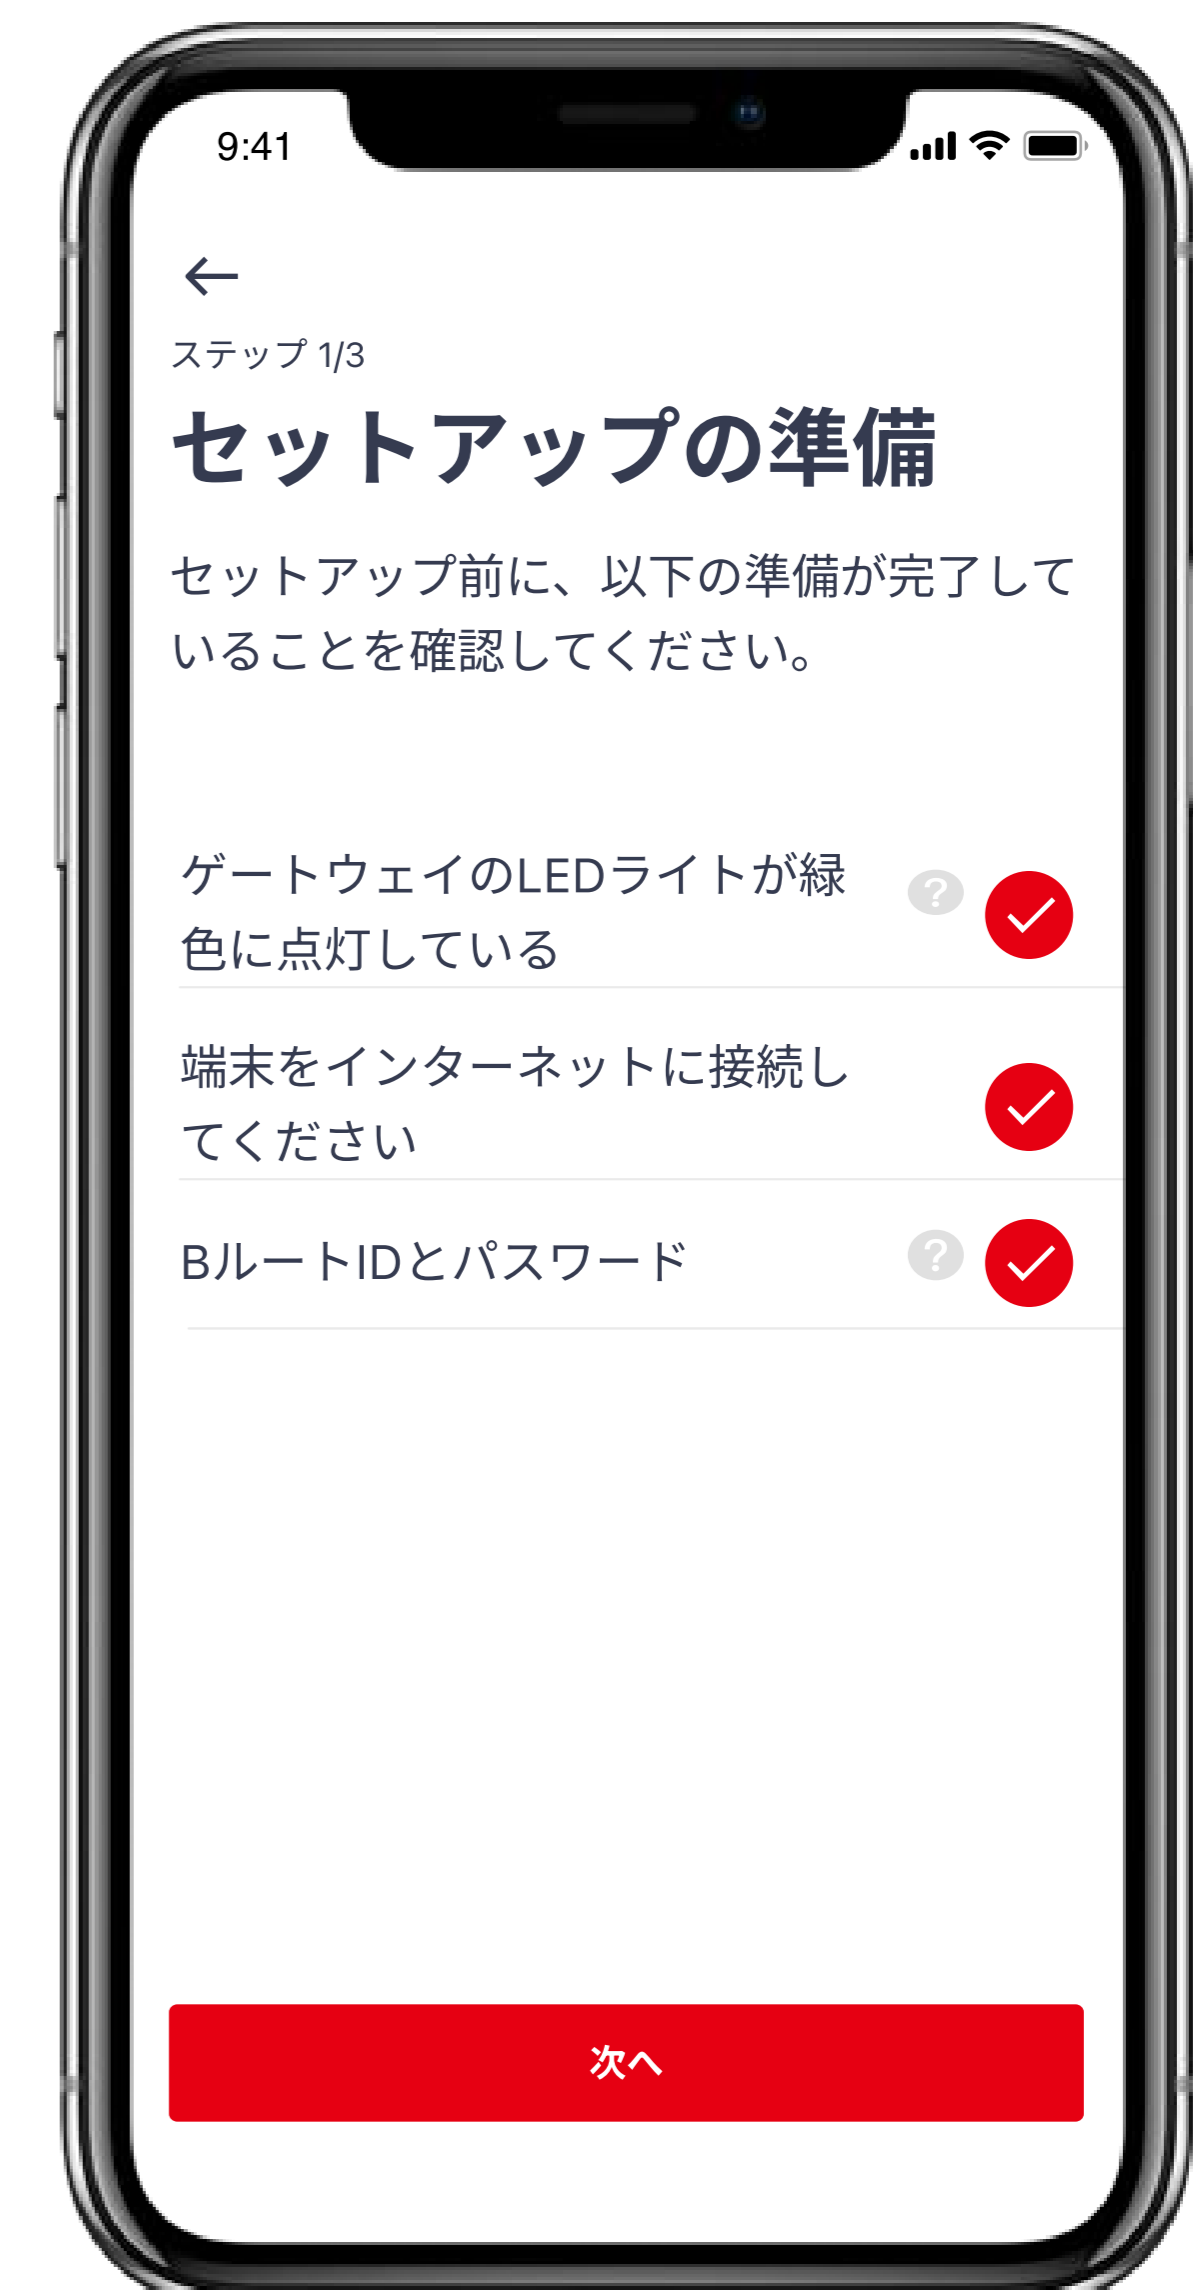 9:41
ステップ 1/3
セットアップの準備
セットアップ前に、以下の準備が完了して
いることを確認してください。
ゲートウェイのLEDライトが緑
色に点灯している
?
端末をインターネットに接続し
てください
BルートIDとパスワード
?
次へ